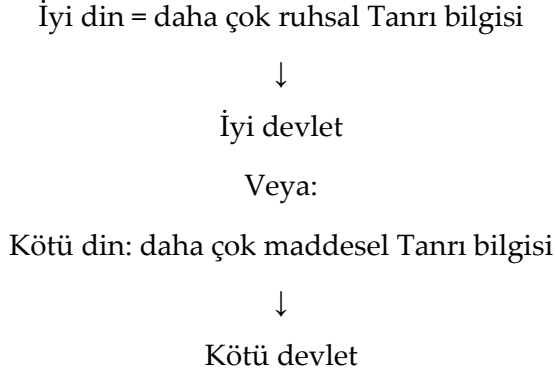 İyi din = daha çok ruhsal Tanrı bilgisi
↓
İyi devlet
Veya:
Kötü din: daha çok maddesel Tanrı bilgisi
↓
Kötü devlet